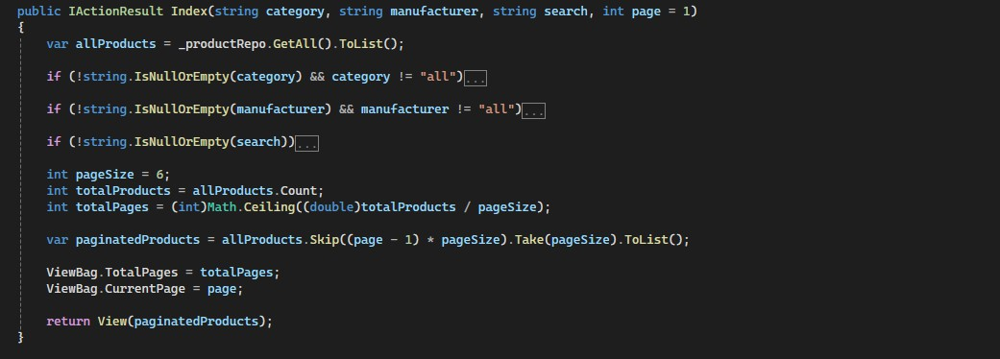 public IActionResult Index(string category, string manufacturer, string search, int page = 1)
{
var allProducts = _productRepo.GetAll().ToList();
if (!string.IsNullOrEmpty(category) && category != "all")...
if (!string.IsNullOrEmpty(manufacturer) && manufacturer != "all")...
if (!string.IsNullOrEmpty(search))...
int pageSize = 6;
int totalProducts = allProducts.Count;
int totalPages = (int)Math.Ceiling((double)totalProducts / pageSize);
var paginatedProducts = allProducts.Skip((page - 1) * pageSize).Take(pageSize).ToList();
ViewBag.TotalPages = totalPages;
ViewBag.CurrentPage = page;
return View(paginatedProducts);
}